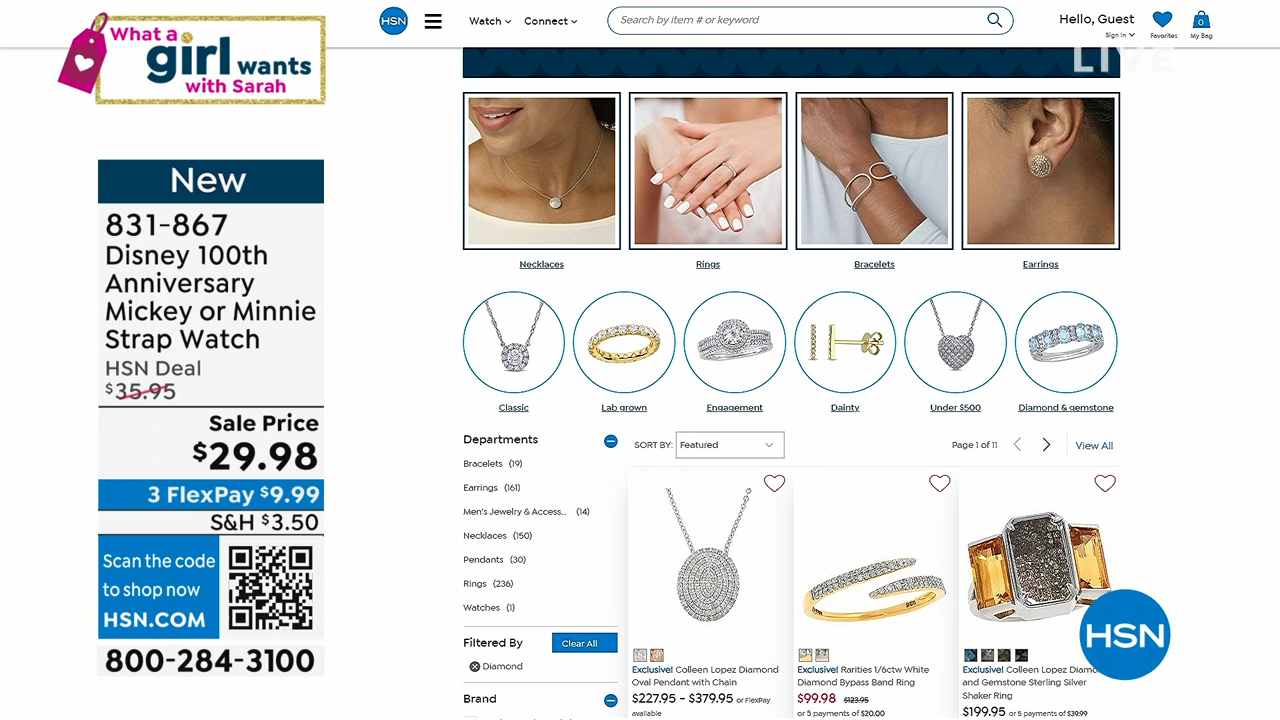 What a
girl wants
with Sarah
New
831-867
Disney 100th
Anniversary
Mickey or Minnie
Strap Watch
HSN Deal
$35.95
Sale Price
$29.98
3 FlexPay $9.99
S&H $3.50
Scan the code
to shop now
HSN.COM
800-284-3100
HSN
Watch
Connect
Search by item # or keyword
Hello, Guest
Sign In
Favorites
0
My Bag
LIVE
Necklaces
Rings
Bracelets
Earrings
Classic
Lab grown
Engagement
Dainty
Under $500
Diamond & gemstone
Departments
Bracelets (19)
Earrings (161)
Men's Jewelry & Access... (14)
Necklaces (150)
Pendants (30)
Rings (236)
Watches (1)
Filtered By
Clear All
Diamond
Brand
SORT BY: Featured
Page 1 of 11
View All
Exclusive! Colleen Lopez Diamond
Oval Pendant with Chain
$227.95 - $379.95 or FlexPay
available
Exclusive! Rarities 1/6ctw White
Diamond Bypass Band Ring
$99.98 $123.95
or 5 payments of $20.00
Exclusive! Colleen Lopez
and Gemstone Sterling Silver
Shaker Ring
$199.95 or 5 payments of $39.99
HSN